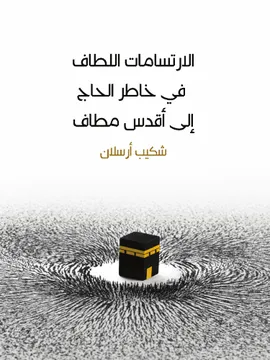 الارتسامات اللطاف
في خاطر الحاج
إلى أقدس مطاف
شكيب أرسلان